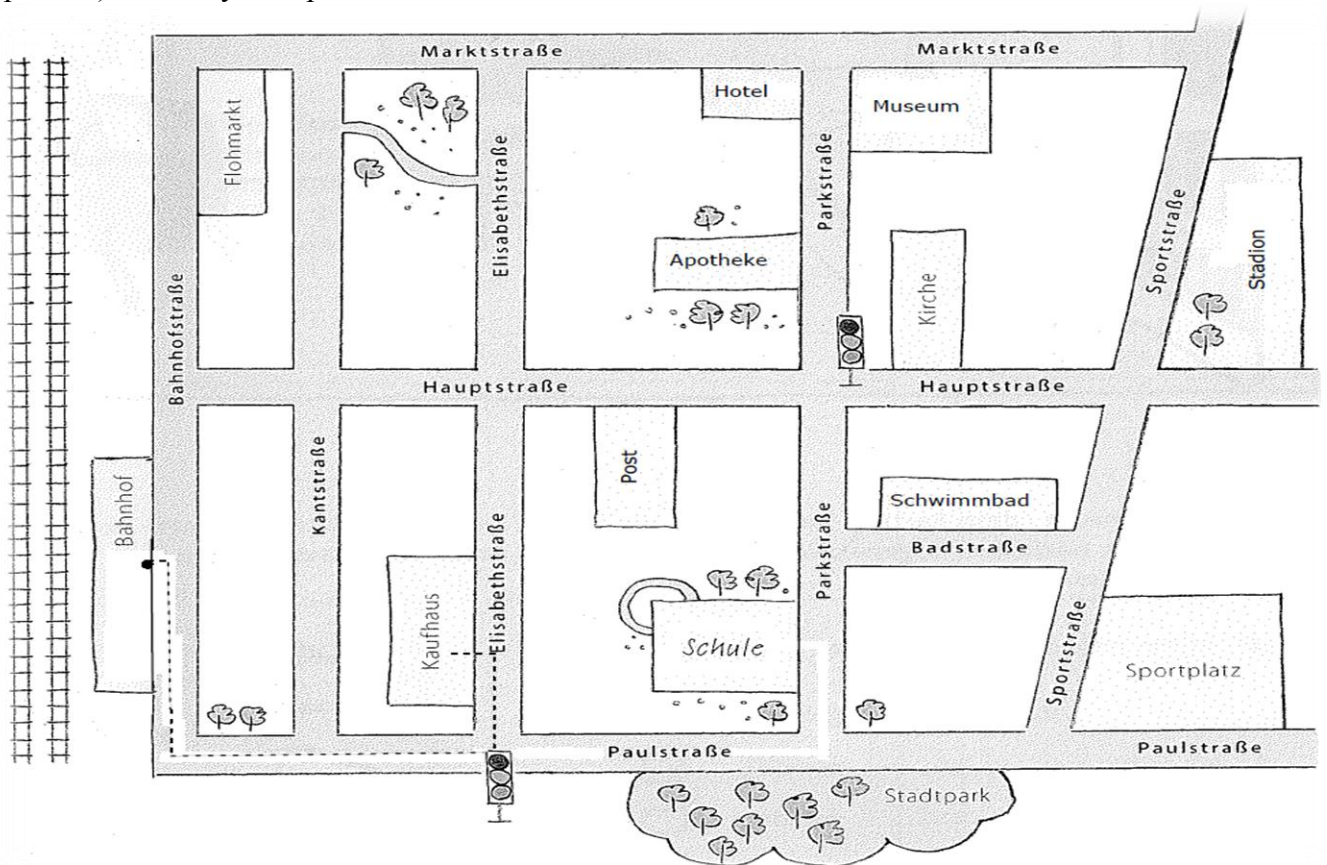 Marktstraße
Marktstraße
Hotel
Museum
Flohmarkt
Elisabethstraße
Parkstraße
Sportstraße
Stadion
Apotheke
Kirche
Bahnhofstraße
Hauptstraße
Hauptstraße
Post
Bahnhof
Kantstraße
Schwimmbad
Badstraße
Elisabethstraße
Parkstraße
Kaufhaus
Schule
Sportstraße
Sportplatz
Paulstraße
Paulstraße
Stadtpark